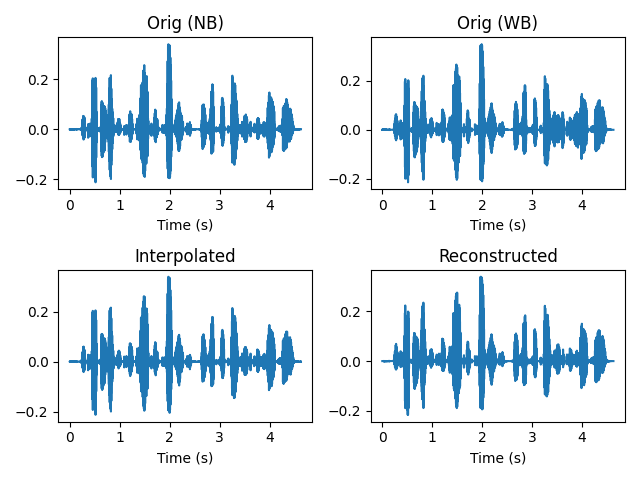 Orig (NB)
Orig (WB)
0.2
0.0
−0.2
0 1 2 3 4
Time (s)
0.2
0.0
−0.2
0 1 2 3 4
Time (s)
Interpolated
Reconstructed
0.2
0.0
−0.2
0 1 2 3 4
Time (s)
0.2
0.0
−0.2
0 1 2 3 4
Time (s)